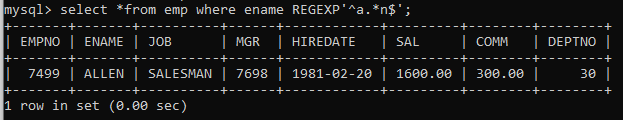 mysql> select *from emp where ename REGEXP'^a.*n$';
+-------+-------+----------+------+------------+---------+--------+--------+
| EMPNO | ENAME | JOB      | MGR  | HIREDATE   | SAL     | COMM   | DEPTNO |
+-------+-------+----------+------+------------+---------+--------+--------+
|  7499 | ALLEN | SALESMAN | 7698 | 1981-02-20 | 1600.00 | 300.00 |     30 |
+-------+-------+----------+------+------------+---------+--------+--------+
1 row in set (0.00 sec)